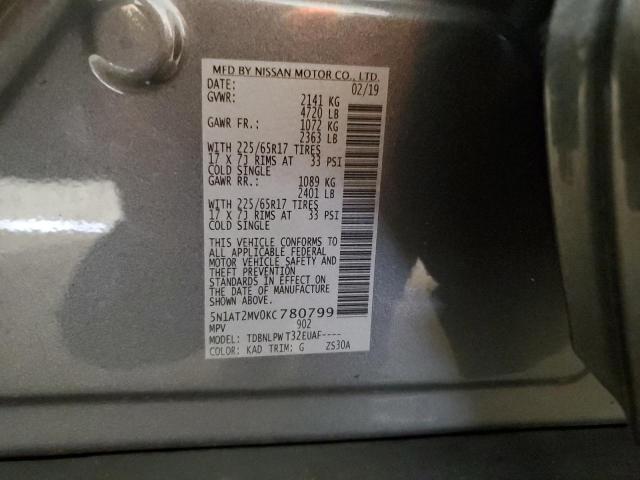 MFD BY NISSAN MOTOR CO., LTD.
DATE: 02/19
GVWR: 2141 KG
4720 LB
GAWR FR.: 1072 KG
2363 LB
WITH 225/65R17 TIRES
17 X 7J RIMS AT 33 PSI
COLD SINGLE
GAWR RR.: 1089 KG
2401 LB
WITH 225/65R17 TIRES
17 X 7J RIMS AT 33 PSI
COLD SINGLE
THIS VEHICLE CONFORMS TO
ALL APPLICABLE FEDERAL
MOTOR VEHICLE SAFETY AND
THEFT PREVENTION
STANDARDS IN EFFECT ON
THE DATE OF MANUFACTURE
SHOWN ABOVE.
5N1AT2MV0KC780799
MPV 902
MODEL: TDBNLPW T32EUAF----
COLOR: KAD TRIM: G ZS30A